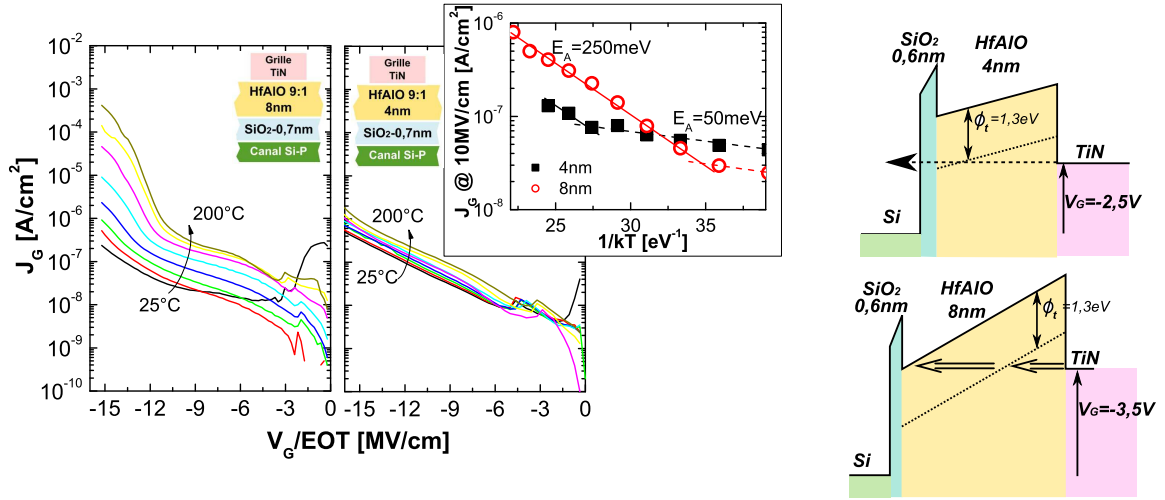 J_G [A/cm²]
10⁻²
10⁻³
10⁻⁴
10⁻⁵
10⁻⁶
10⁻⁷
10⁻⁸
10⁻⁹
10⁻¹⁰
Grille
TiN
HfAlO 9:1
8nm
SiO₂-0,7nm
Canal Si-P
200°C
25°C
-15 -12 -9 -6 -3 0
Grille
TiN
HfAlO 9:1
4nm
SiO₂-0,7nm
Canal Si-P
200°C
25°C
-15 -12 -9 -6 -3 0
V_G/EOT [MV/cm]
J_G @ 10MV/cm [A/cm²]
10⁻⁶
10⁻⁷
10⁻⁸
E_A=250meV
E_A=50meV
4nm
8nm
25 30 35
1/kT [eV⁻¹]
SiO₂
0,6nm
HfAlO
4nm
ϕ_t =1,3eV
TiN
Si
V_G=-2,5V
SiO₂
0,6nm
HfAlO
8nm
ϕ_t =1,3eV
TiN
V_G=-3,5V
Si